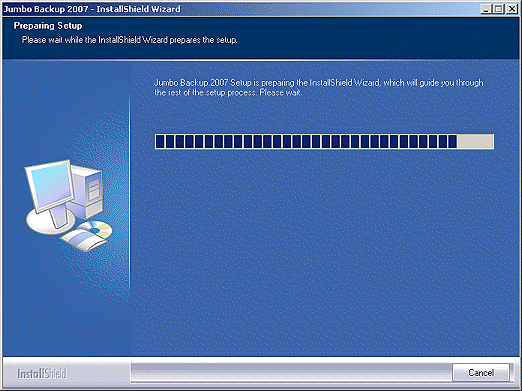 Jumbo Backup 2007 - InstallShield Wizard
Preparing Setup
Please wait while the InstallShield Wizard prepares the setup.
Jumbo Backup 2007 Setup is preparing the InstallShield Wizard, which will guide you through
the rest of the setup process. Please wait.
InstallShield
Cancel